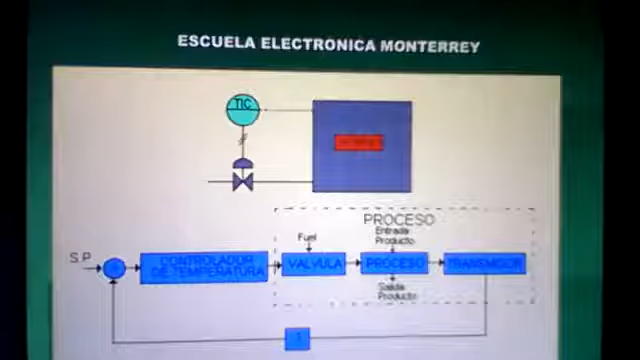 ESCUELA ELECTRONICA MONTERREY
TIC
PROCESO
Fuel
Entrada
Producto
S.P
CONTROLADOR
DE TEMPERATURA
VALVULA
PROCESO
TRANSMISOR
Salida
Producto